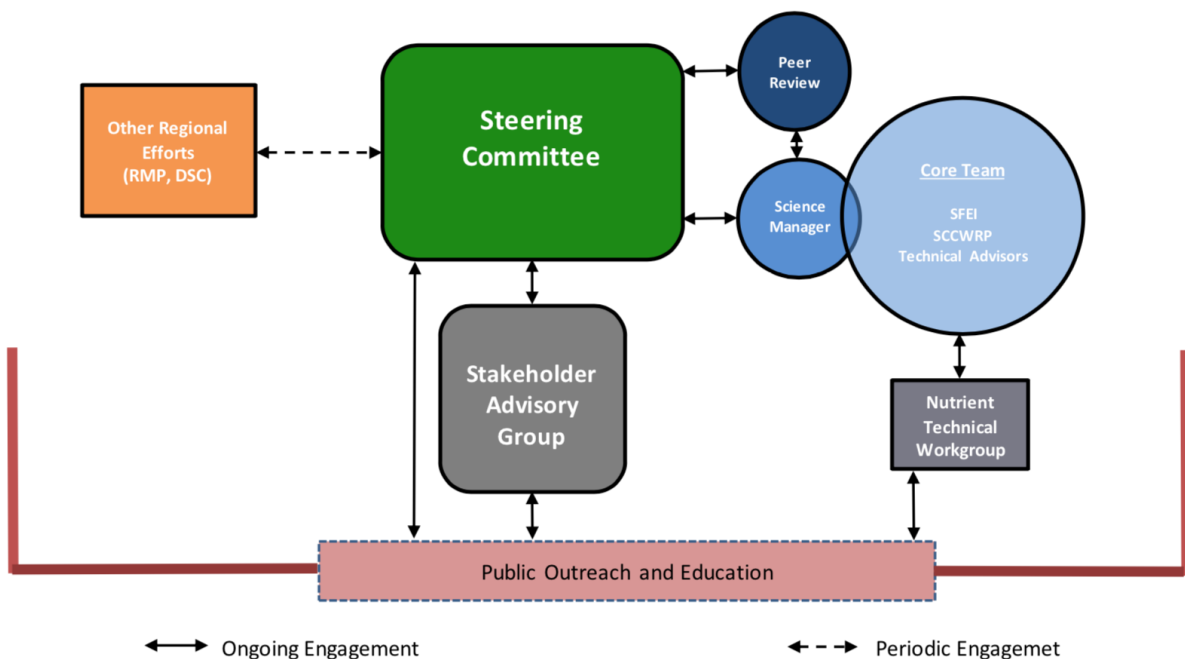 Peer
Review
Other Regional
Efforts
(RMP, DSC)
Steering
Committee
Core Team
SFEI
SCCWRP
Technical Advisors
Science
Manager
Stakeholder
Advisory
Group
Nutrient
Technical
Workgroup
Public Outreach and Education
Ongoing Engagement
Periodic Engagemet